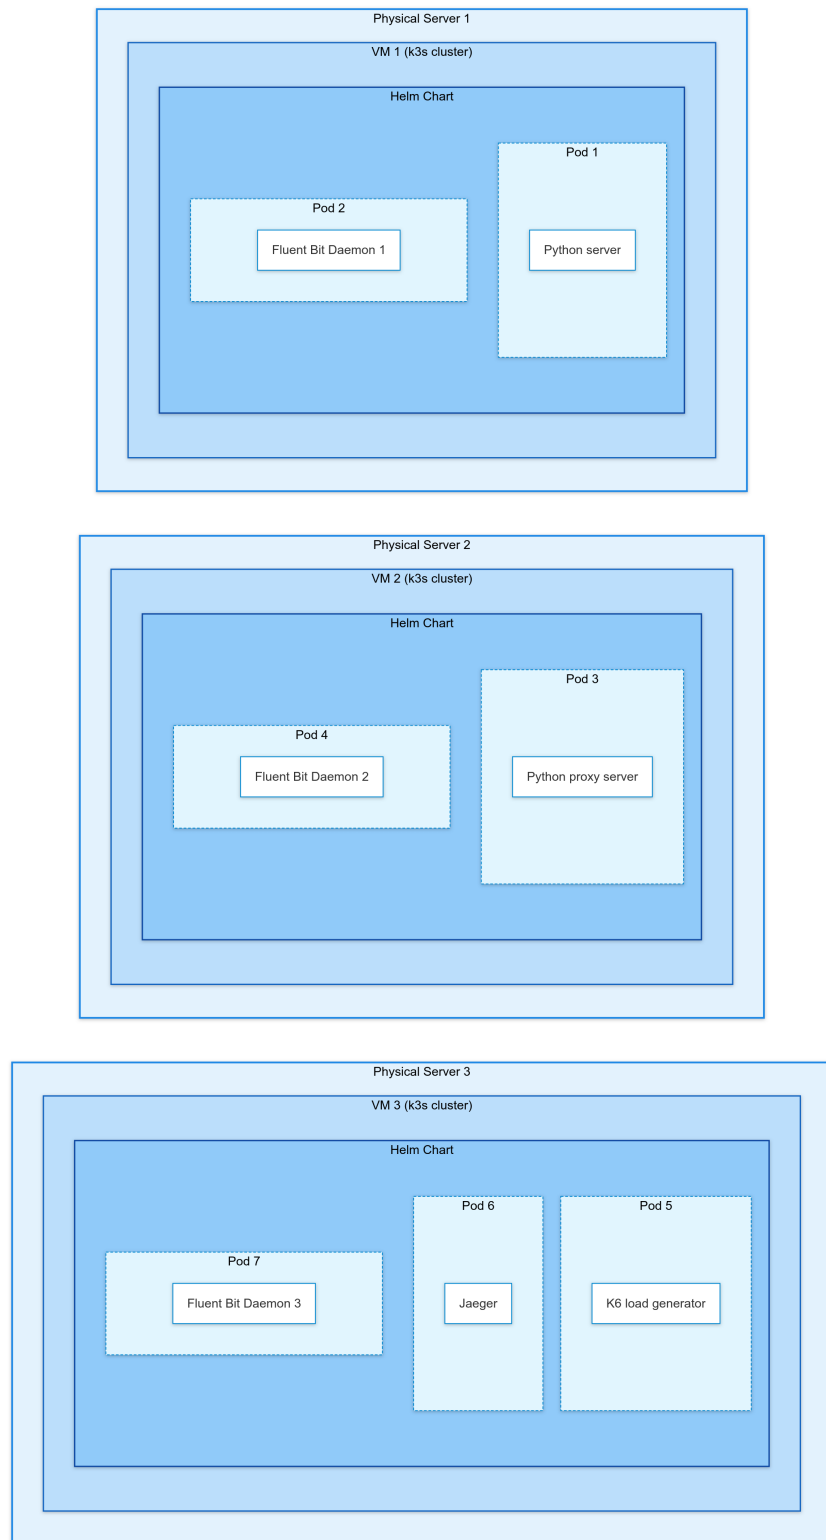 Physical Server 1
VM 1 (k3s cluster)
Helm Chart
Pod 1
Pod 2
Fluent Bit Daemon 1
Python server
Physical Server 2
VM 2 (k3s cluster)
Helm Chart
Pod 3
Pod 4
Fluent Bit Daemon 2
Python proxy server
Physical Server 3
VM 3 (k3s cluster)
Helm Chart
Pod 6
Pod 5
Pod 7
Fluent Bit Daemon 3
Jaeger
K6 load generator